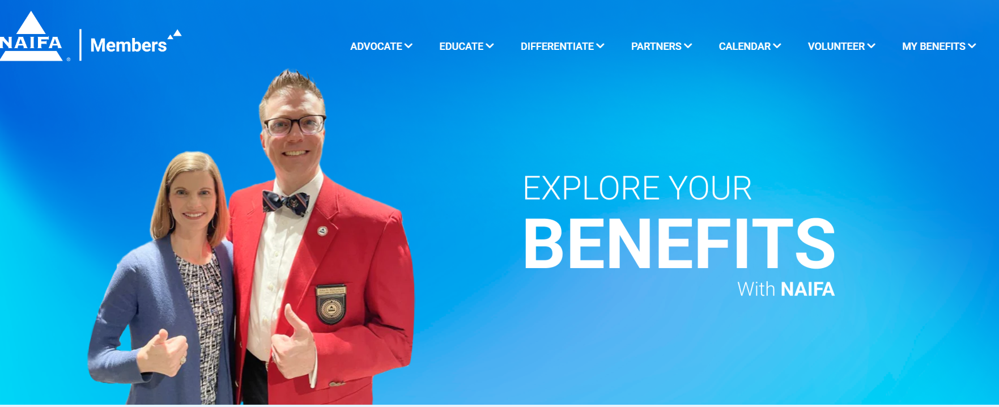 NAIFA
®
Members
ADVOCATE
EDUCATE
DIFFERENTIATE
PARTNERS
CALENDAR
VOLUNTEER
MY BENEFITS
EXPLORE YOUR
BENEFITS
With NAIFA